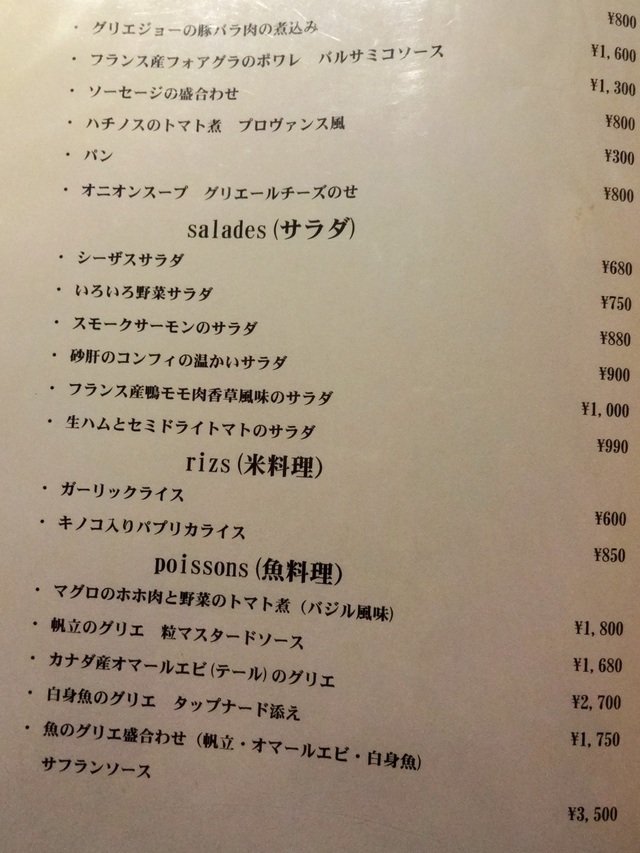 ・グリエジョーの豚バラ肉の煮込み ¥800
・フランス産フォアグラのポワレ　バルサミコソース ¥1,600
・ソーセージの盛合わせ ¥1,300
・ハチノスのトマト煮　プロヴァンス風 ¥800
・パン ¥300
・オニオンスープ　グリエールチーズのせ ¥800
salades(サラダ)
・シーザスサラダ ¥680
・いろいろ野菜サラダ ¥750
・スモークサーモンのサラダ ¥880
・砂肝のコンフィの温かいサラダ ¥900
・フランス産鴨モモ肉香草風味のサラダ ¥1,000
・生ハムとセミドライトマトのサラダ ¥990
rizs(米料理)
・ガーリックライス ¥600
・キノコ入りパプリカライス ¥850
poissons(魚料理)
・マグロのホホ肉と野菜のトマト煮（バジル風味） ¥1,800
・帆立のグリエ　粒マスタードソース ¥1,680
・カナダ産オマールエビ(テール)のグリエ ¥2,700
・白身魚のグリエ　タップナード添え ¥1,750
・魚のグリエ盛合わせ（帆立・オマールエビ・白身魚）
サフランソース ¥3,500